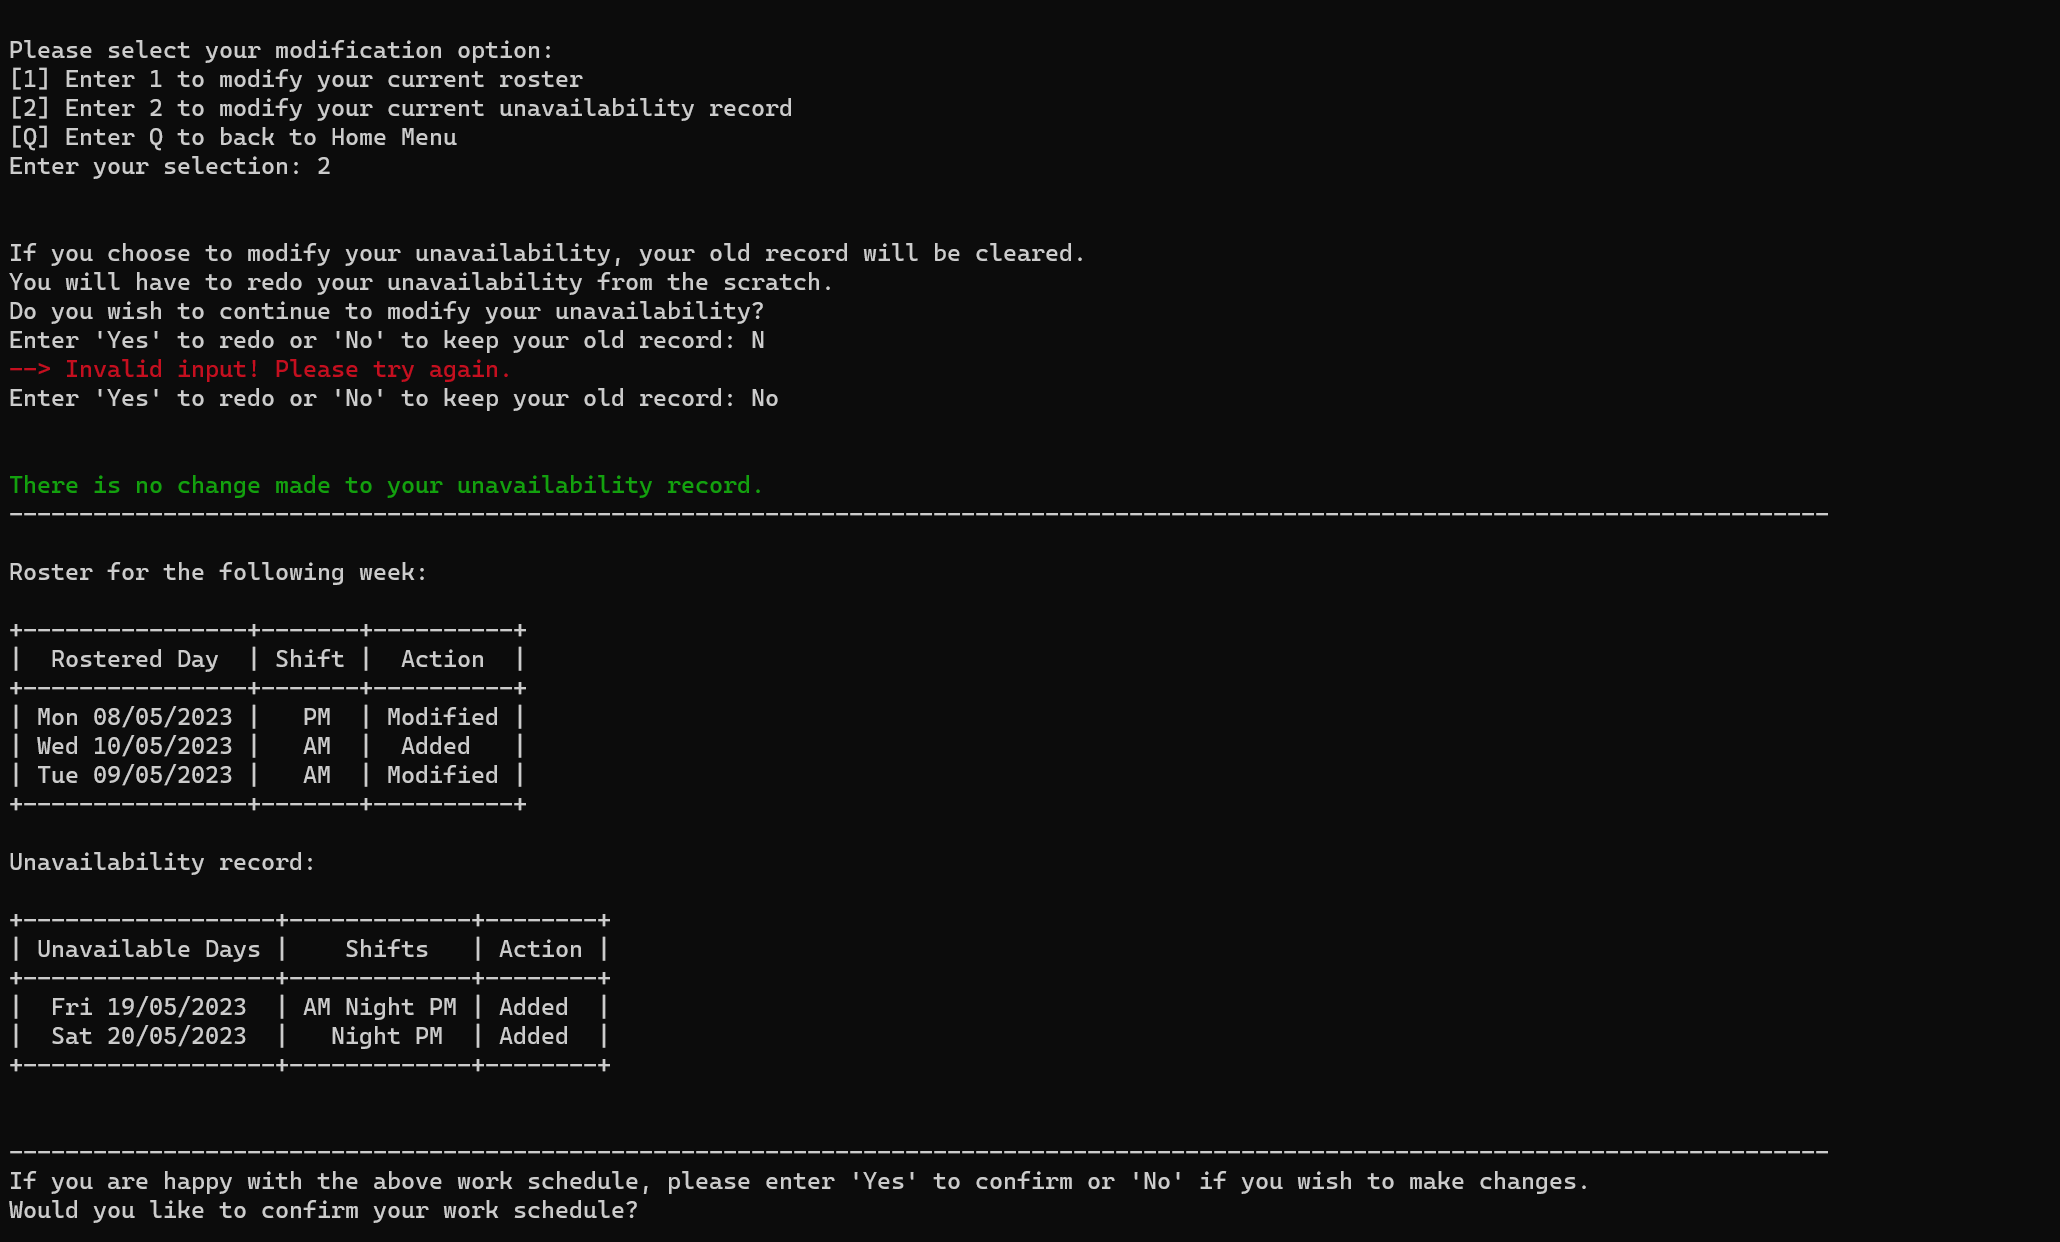 Please select your modification option:
[1] Enter 1 to modify your current roster
[2] Enter 2 to modify your current unavailability record
[Q] Enter Q to back to Home Menu
Enter your selection: 2
If you choose to modify your unavailability, your old record will be cleared.
You will have to redo your unavailability from the scratch.
Do you wish to continue to modify your unavailability?
Enter 'Yes' to redo or 'No' to keep your old record: N
--> Invalid input! Please try again.
Enter 'Yes' to redo or 'No' to keep your old record: No
There is no change made to your unavailability record.
----------------------------------------------------------------------------------------------------------------------------------
Roster for the following week:
+----------------+-------+----------+
|  Rostered Day  | Shift |  Action  |
+----------------+-------+----------+
| Mon 08/05/2023 |   PM  | Modified |
| Wed 10/05/2023 |   AM  |  Added   |
| Tue 09/05/2023 |   AM  | Modified |
+----------------+-------+----------+
Unavailability record:
+------------------+-------------+--------+
| Unavailable Days |    Shifts   | Action |
+------------------+-------------+--------+
|  Fri 19/05/2023  | AM Night PM | Added  |
|  Sat 20/05/2023  |   Night PM  | Added  |
+------------------+-------------+--------+
----------------------------------------------------------------------------------------------------------------------------------
If you are happy with the above work schedule, please enter 'Yes' to confirm or 'No' if you wish to make changes.
Would you like to confirm your work schedule?